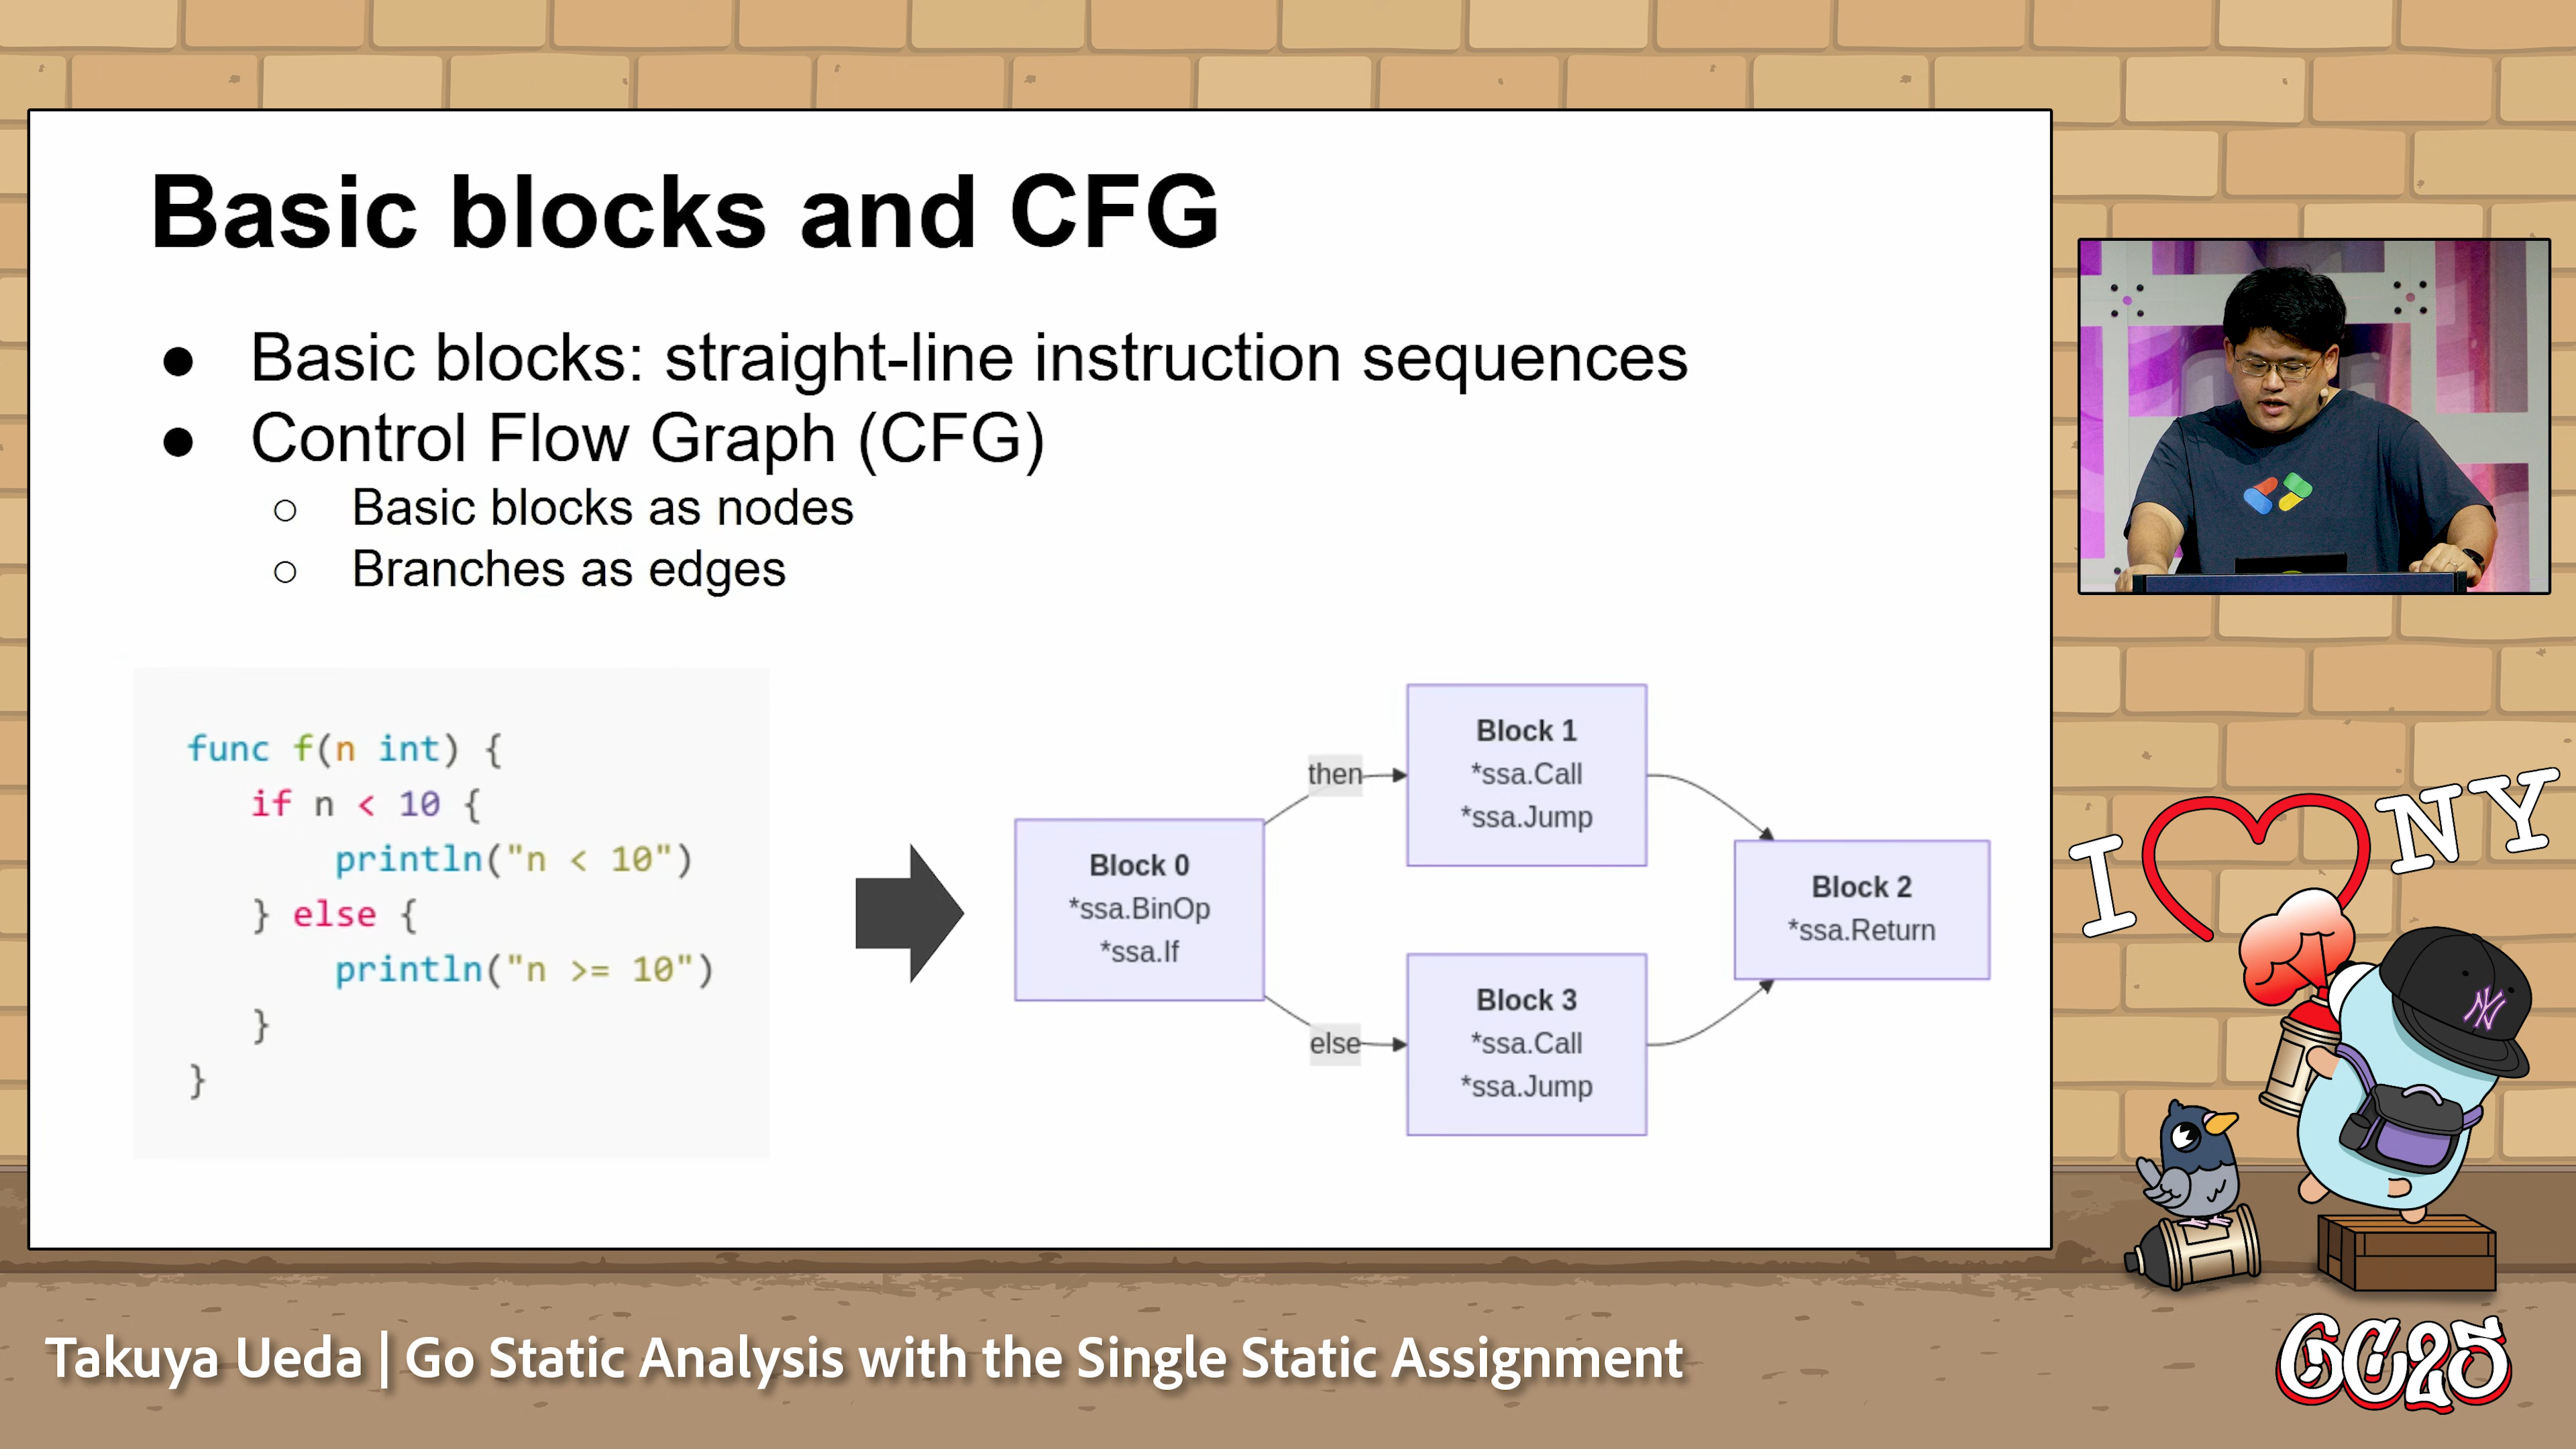 Basic blocks and CFG
● Basic blocks: straight-line instruction sequences
● Control Flow Graph (CFG)
○ Basic blocks as nodes
○ Branches as edges
func f(n int) {
if n < 10 {
println("n < 10")
} else {
println("n >= 10")
}
}
Block 0
*ssa.BinOp
*ssa.If
then
else
Block 1
*ssa.Call
*ssa.Jump
Block 3
*ssa.Call
*ssa.Jump
Block 2
*ssa.Return
I NY
NY
Takuya Ueda | Go Static Analysis with the Single Static Assignment
GC25